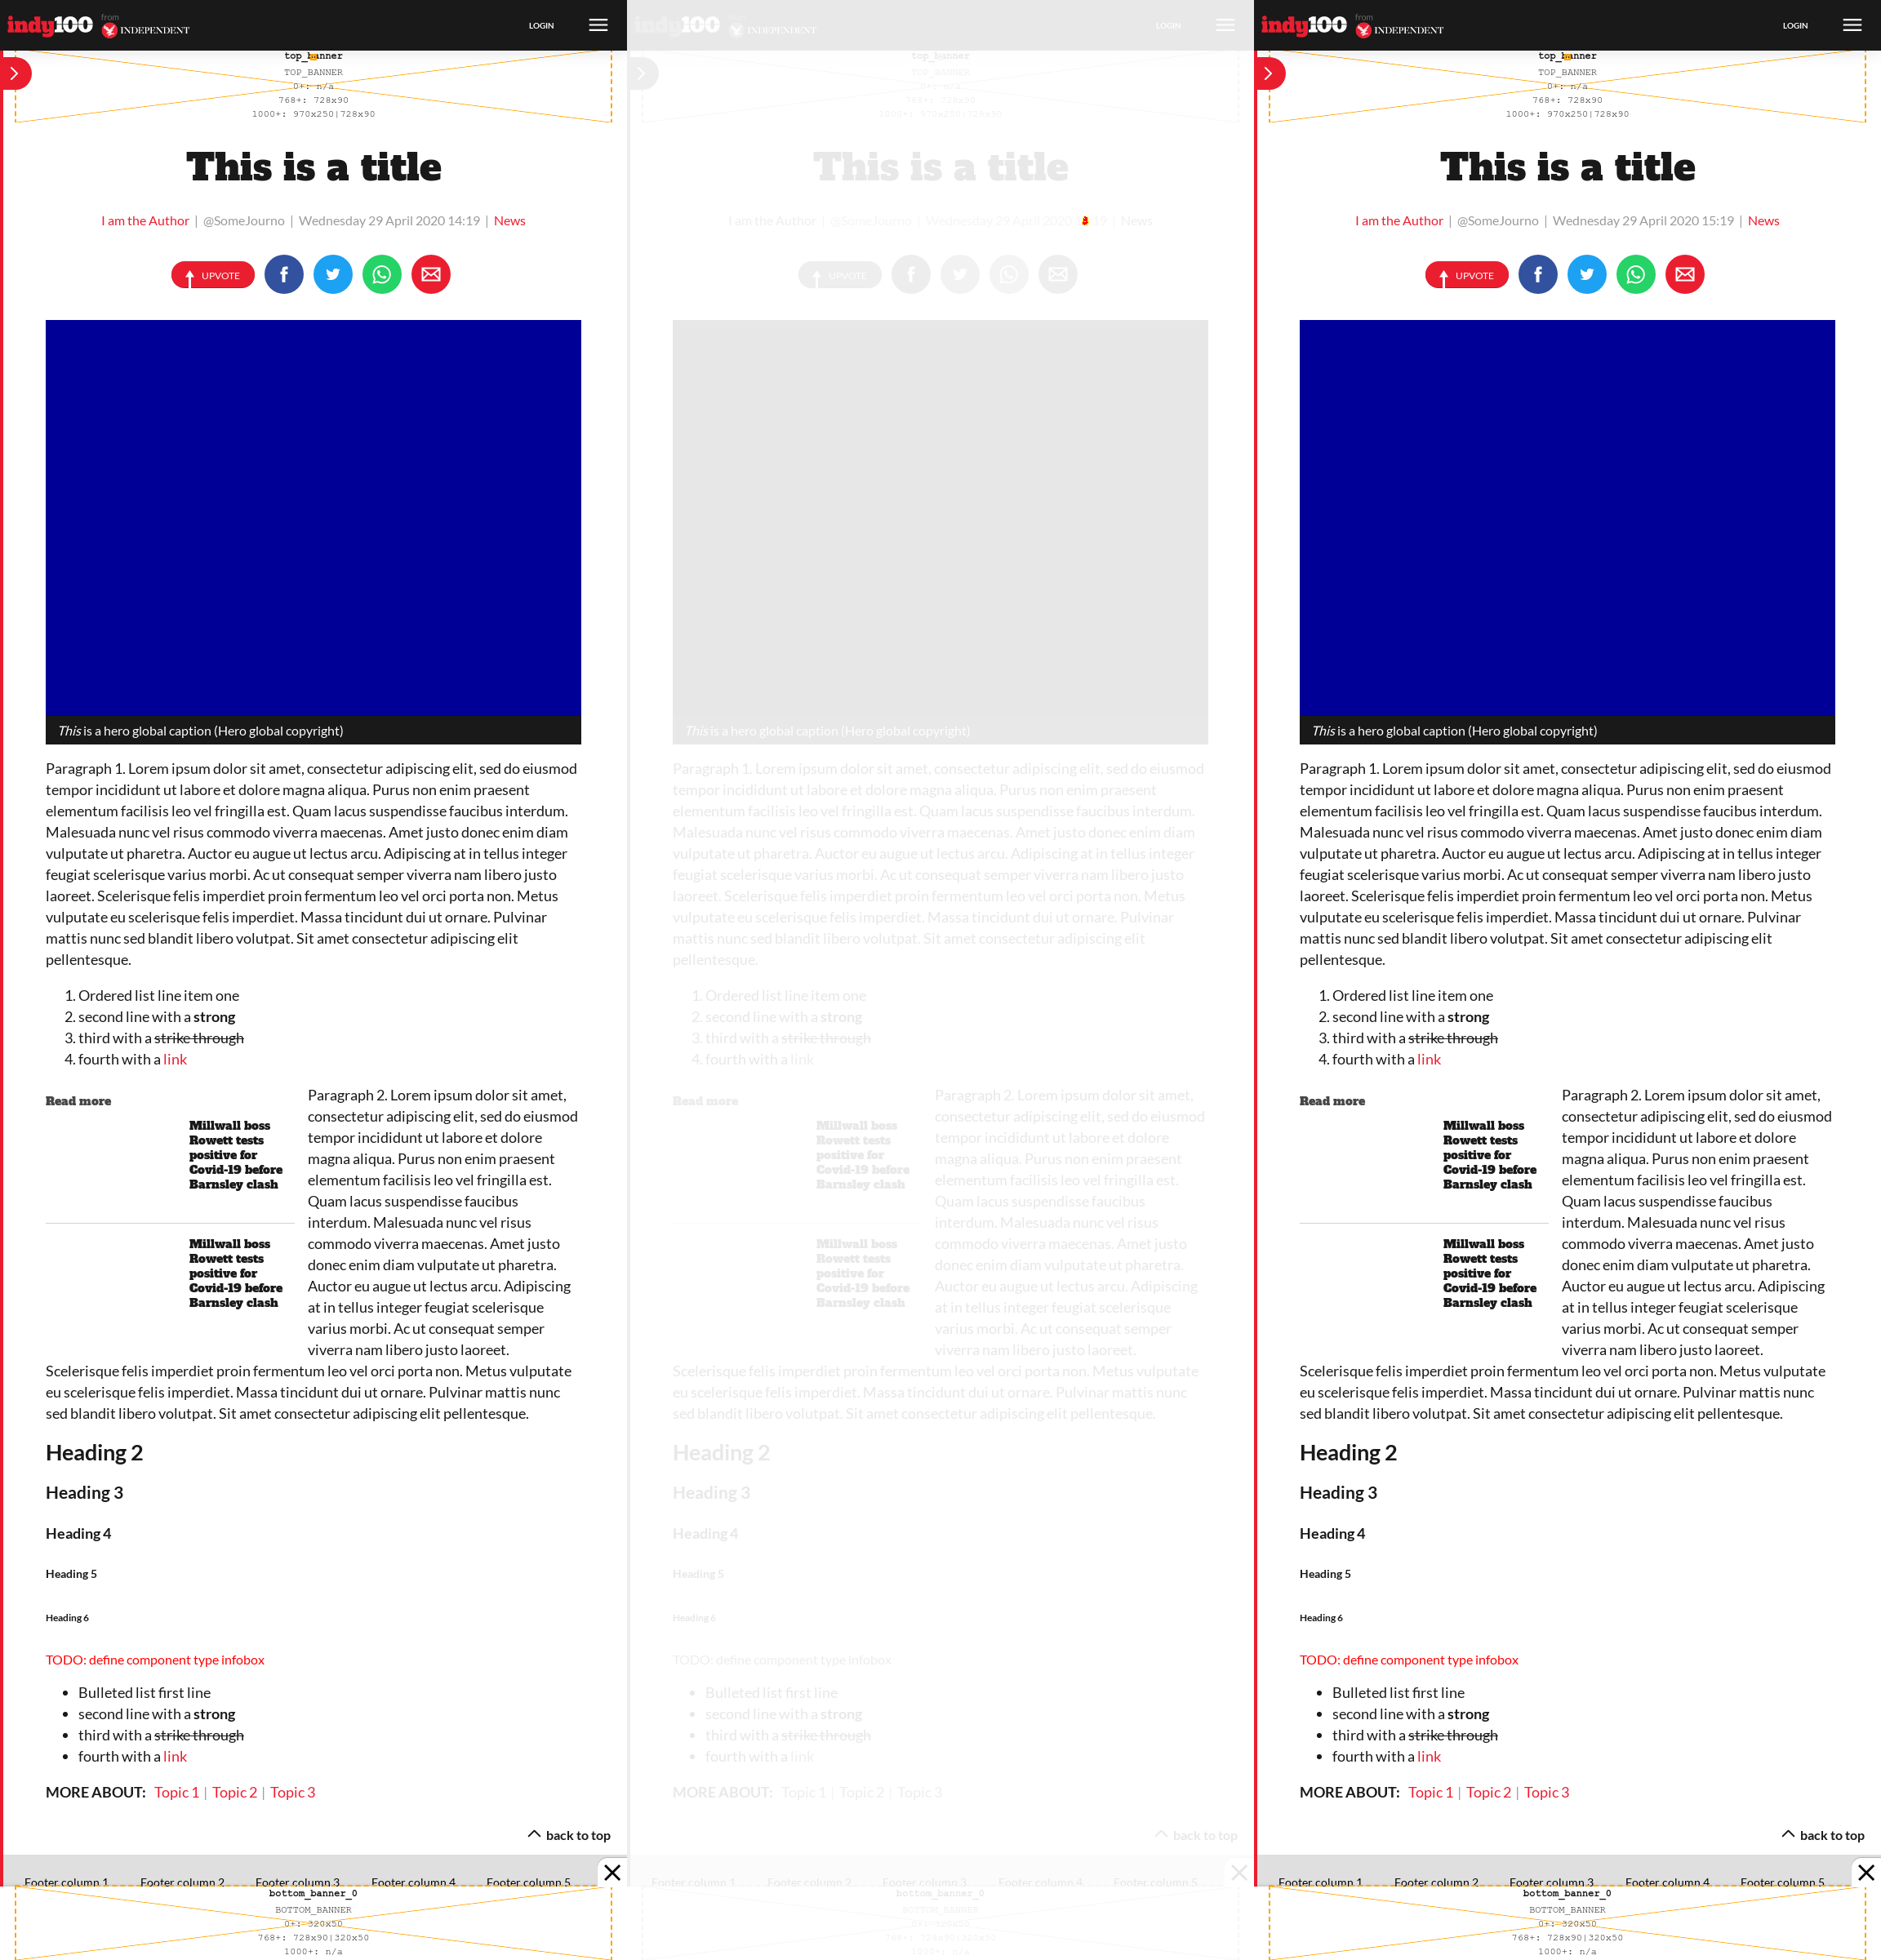 indy100 from INDEPENDENT LOGIN
top_banner
TOP_BANNER
0+: n/a
768+: 728x90
1000+: 970x250|728x90
This is a title
I am the Author | @SomeJourno | Wednesday 29 April 2020 14:19 | News
UPVOTE
This is a hero global caption (Hero global copyright)
Paragraph 1. Lorem ipsum dolor sit amet, consectetur adipiscing elit, sed do eiusmod
tempor incididunt ut labore et dolore magna aliqua. Purus non enim praesent
elementum facilisis leo vel fringilla est. Quam lacus suspendisse faucibus interdum.
Malesuada nunc vel risus commodo viverra maecenas. Amet justo donec enim diam
vulputate ut pharetra. Auctor eu augue ut lectus arcu. Adipiscing at in tellus integer
feugiat scelerisque varius morbi. Ac ut consequat semper viverra nam libero justo
laoreet. Scelerisque felis imperdiet proin fermentum leo vel orci porta non. Metus
vulputate eu scelerisque felis imperdiet. Massa tincidunt dui ut ornare. Pulvinar
mattis nunc sed blandit libero volutpat. Sit amet consectetur adipiscing elit
pellentesque.
1. Ordered list line item one
2. second line with a strong
3. third with a strike through
4. fourth with a link
Read more
Millwall boss
Rowett tests
positive for
Covid-19 before
Barnsley clash
Millwall boss
Rowett tests
positive for
Covid-19 before
Barnsley clash
Paragraph 2. Lorem ipsum dolor sit amet,
consectetur adipiscing elit, sed do eiusmod
tempor incididunt ut labore et dolore
magna aliqua. Purus non enim praesent
elementum facilisis leo vel fringilla est.
Quam lacus suspendisse faucibus
interdum. Malesuada nunc vel risus
commodo viverra maecenas. Amet justo
donec enim diam vulputate ut pharetra.
Auctor eu augue ut lectus arcu. Adipiscing
at in tellus integer feugiat scelerisque
varius morbi. Ac ut consequat semper
viverra nam libero justo laoreet.
Scelerisque felis imperdiet proin fermentum leo vel orci porta non. Metus vulputate
eu scelerisque felis imperdiet. Massa tincidunt dui ut ornare. Pulvinar mattis nunc
sed blandit libero volutpat. Sit amet consectetur adipiscing elit pellentesque.
Heading 2
Heading 3
Heading 4
Heading 5
Heading 6
TODO: define component type infobox
• Bulleted list first line
• second line with a strong
• third with a strike through
• fourth with a link
MORE ABOUT: Topic 1 | Topic 2 | Topic 3
back to top
Footer column 1 Footer column 2 Footer column 3 Footer column 4 Footer column 5
bottom_banner_0
BOTTOM_BANNER
0+: 320x50
768+: 728x90|320x50
1000+: n/a
indy100 from INDEPENDENT LOGIN
top_banner
TOP_BANNER
0+: n/a
768+: 728x90
1000+: 970x250|728x90
This is a title
I am the Author | @SomeJourno | Wednesday 29 April 2020 | News
UPVOTE
This is a hero global caption (Hero global copyright)
Paragraph 1. Lorem ipsum dolor sit amet, consectetur adipiscing elit, sed do eiusmod
tempor incididunt ut labore et dolore magna aliqua. Purus non enim praesent
elementum facilisis leo vel fringilla est. Quam lacus suspendisse faucibus interdum.
Malesuada nunc vel risus commodo viverra maecenas. Amet justo donec enim diam
vulputate ut pharetra. Auctor eu augue ut lectus arcu. Adipiscing at in tellus integer
feugiat scelerisque varius morbi. Ac ut consequat semper viverra nam libero justo
laoreet. Scelerisque felis imperdiet proin fermentum leo vel orci porta non. Metus
vulputate eu scelerisque felis imperdiet. Massa tincidunt dui ut ornare. Pulvinar
mattis nunc sed blandit libero volutpat. Sit amet consectetur adipiscing elit
pellentesque.
1. Ordered list line item one
2. second line with a strong
3. third with a strike through
4. fourth with a link
Read more
Millwall boss
Rowett tests
positive for
Covid-19 before
Barnsley clash
Millwall boss
Rowett tests
positive for
Covid-19 before
Barnsley clash
Paragraph 2. Lorem ipsum dolor sit amet,
consectetur adipiscing elit, sed do eiusmod
tempor incididunt ut labore et dolore
magna aliqua. Purus non enim praesent
elementum facilisis leo vel fringilla est.
Quam lacus suspendisse faucibus
interdum. Malesuada nunc vel risus
commodo viverra maecenas. Amet justo
donec enim diam vulputate ut pharetra.
Auctor eu augue ut lectus arcu. Adipiscing
at in tellus integer feugiat scelerisque
varius morbi. Ac ut consequat semper
viverra nam libero justo laoreet.
Scelerisque felis imperdiet proin fermentum leo vel orci porta non. Metus vulputate
eu scelerisque felis imperdiet. Massa tincidunt dui ut ornare. Pulvinar mattis nunc
sed blandit libero volutpat. Sit amet consectetur adipiscing elit pellentesque.
Heading 2
Heading 3
Heading 4
Heading 5
Heading 6
TODO: define component type infobox
• Bulleted list first line
• second line with a strong
• third with a strike through
• fourth with a link
MORE ABOUT: Topic 1 | Topic 2 | Topic 3
back to top
Footer column 1 Footer column 2 Footer column 3 Footer column 4 Footer column 5
bottom_banner_0
BOTTOM_BANNER
0+: 320x50
768+: 728x90|320x50
1000+: n/a
indy100 from INDEPENDENT LOGIN
top_banner
TOP_BANNER
0+: n/a
768+: 728x90
1000+: 970x250|728x90
This is a title
I am the Author | @SomeJourno | Wednesday 29 April 2020 15:19 | News
UPVOTE
This is a hero global caption (Hero global copyright)
Paragraph 1. Lorem ipsum dolor sit amet, consectetur adipiscing elit, sed do eiusmod
tempor incididunt ut labore et dolore magna aliqua. Purus non enim praesent
elementum facilisis leo vel fringilla est. Quam lacus suspendisse faucibus interdum.
Malesuada nunc vel risus commodo viverra maecenas. Amet justo donec enim diam
vulputate ut pharetra. Auctor eu augue ut lectus arcu. Adipiscing at in tellus integer
feugiat scelerisque varius morbi. Ac ut consequat semper viverra nam libero justo
laoreet. Scelerisque felis imperdiet proin fermentum leo vel orci porta non. Metus
vulputate eu scelerisque felis imperdiet. Massa tincidunt dui ut ornare. Pulvinar
mattis nunc sed blandit libero volutpat. Sit amet consectetur adipiscing elit
pellentesque.
1. Ordered list line item one
2. second line with a strong
3. third with a strike through
4. fourth with a link
Read more
Millwall boss
Rowett tests
positive for
Covid-19 before
Barnsley clash
Millwall boss
Rowett tests
positive for
Covid-19 before
Barnsley clash
Paragraph 2. Lorem ipsum dolor sit amet,
consectetur adipiscing elit, sed do eiusmod
tempor incididunt ut labore et dolore
magna aliqua. Purus non enim praesent
elementum facilisis leo vel fringilla est.
Quam lacus suspendisse faucibus
interdum. Malesuada nunc vel risus
commodo viverra maecenas. Amet justo
donec enim diam vulputate ut pharetra.
Auctor eu augue ut lectus arcu. Adipiscing
at in tellus integer feugiat scelerisque
varius morbi. Ac ut consequat semper
viverra nam libero justo laoreet.
Scelerisque felis imperdiet proin fermentum leo vel orci porta non. Metus vulputate
eu scelerisque felis imperdiet. Massa tincidunt dui ut ornare. Pulvinar mattis nunc
sed blandit libero volutpat. Sit amet consectetur adipiscing elit pellentesque.
Heading 2
Heading 3
Heading 4
Heading 5
Heading 6
TODO: define component type infobox
• Bulleted list first line
• second line with a strong
• third with a strike through
• fourth with a link
MORE ABOUT: Topic 1 | Topic 2 | Topic 3
back to top
Footer column 1 Footer column 2 Footer column 3 Footer column 4 Footer column 5
bottom_banner_0
BOTTOM_BANNER
0+: 320x50
768+: 728x90|320x50
1000+: n/a